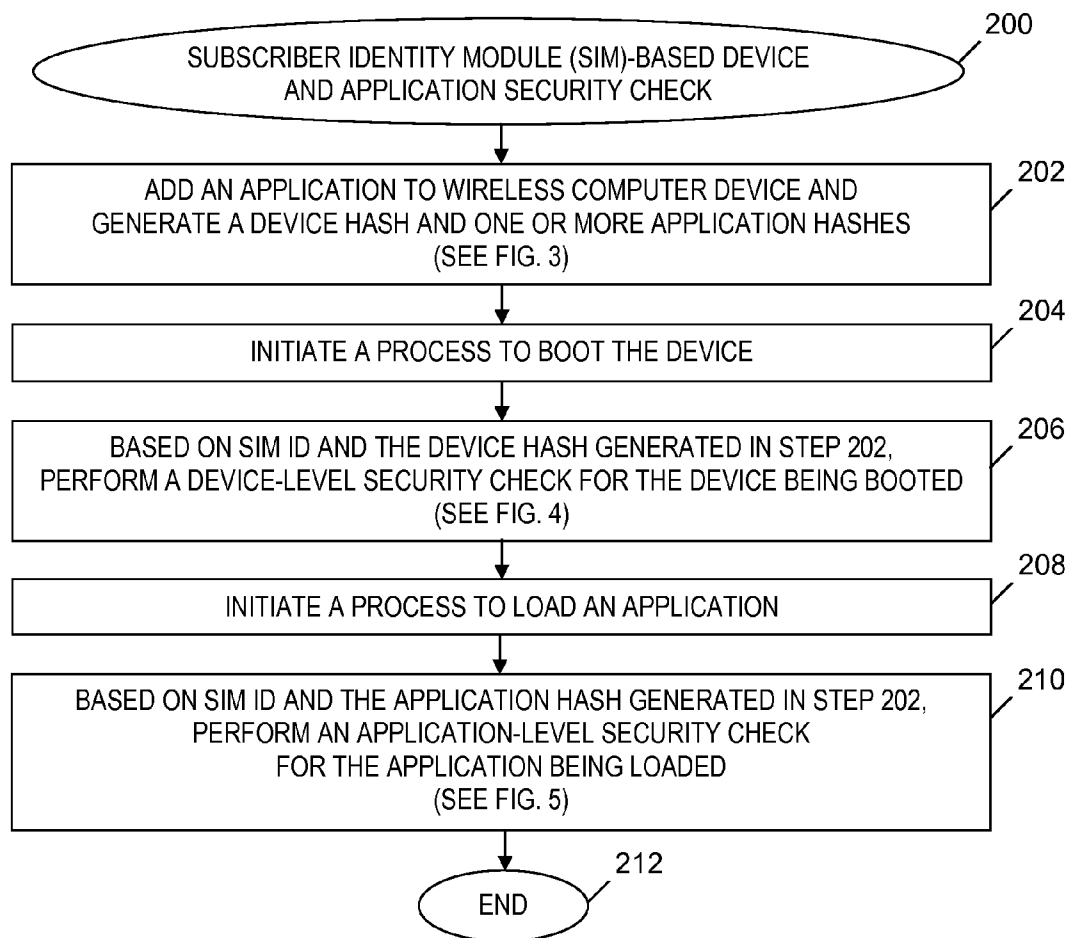 200
SUBSCRIBER IDENTITY MODULE (SIM)-BASED DEVICE
AND APPLICATION SECURITY CHECK
202
ADD AN APPLICATION TO WIRELESS COMPUTER DEVICE AND
GENERATE A DEVICE HASH AND ONE OR MORE APPLICATION HASHES
(SEE FIG. 3)
204
INITIATE A PROCESS TO BOOT THE DEVICE
206
BASED ON SIM ID AND THE DEVICE HASH GENERATED IN STEP 202,
PERFORM A DEVICE-LEVEL SECURITY CHECK FOR THE DEVICE BEING BOOTED
(SEE FIG. 4)
208
INITIATE A PROCESS TO LOAD AN APPLICATION
210
BASED ON SIM ID AND THE APPLICATION HASH GENERATED IN STEP 202,
PERFORM AN APPLICATION-LEVEL SECURITY CHECK
FOR THE APPLICATION BEING LOADED
(SEE FIG. 5)
212
END